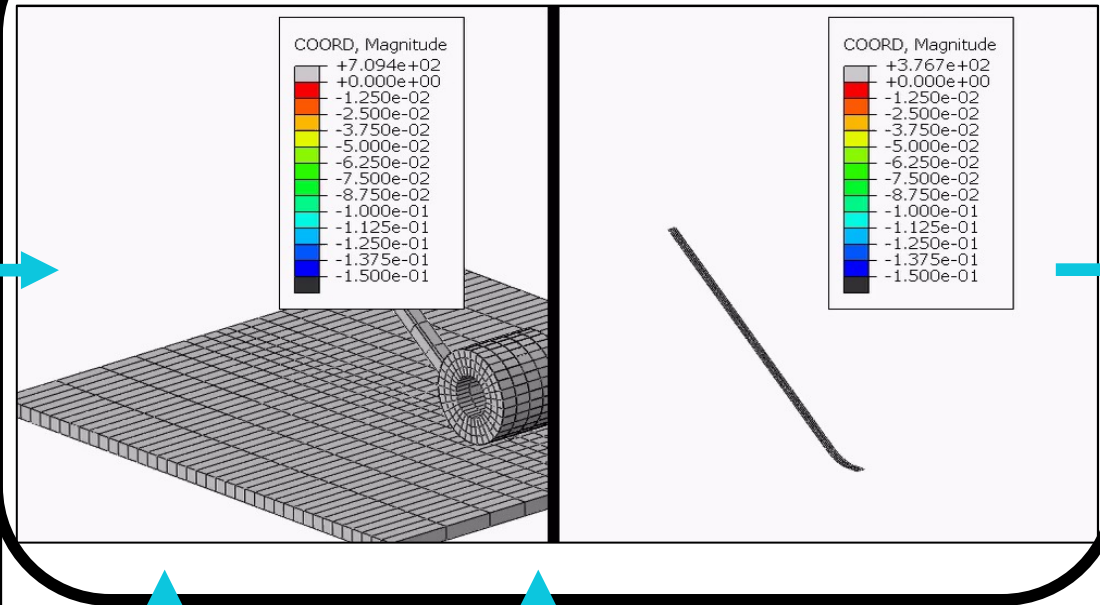 COORD, Magnitude
+7.094e+02
+0.000e+00
-1.250e-02
-2.500e-02
-3.750e-02
-5.000e-02
-6.250e-02
-7.500e-02
-8.750e-02
-1.000e-01
-1.125e-01
-1.250e-01
-1.375e-01
-1.500e-01
COORD, Magnitude
+3.767e+02
+0.000e+00
-1.250e-02
-2.500e-02
-3.750e-02
-5.000e-02
-6.250e-02
-7.500e-02
-8.750e-02
-1.000e-01
-1.125e-01
-1.250e-01
-1.375e-01
-1.500e-01